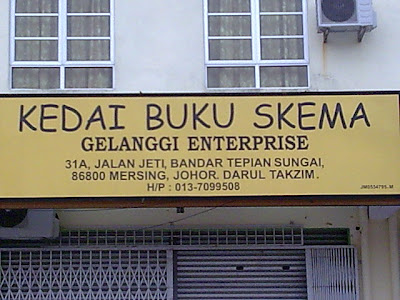 KEDAI BUKU SKEMA
GELANGGI ENTERPRISE
31A, JALAN JETI, BANDAR TEPIAN SUNGAI,
86800 MERSING, JOHOR. DARUL TAKZIM.
H/P : 013-7099508